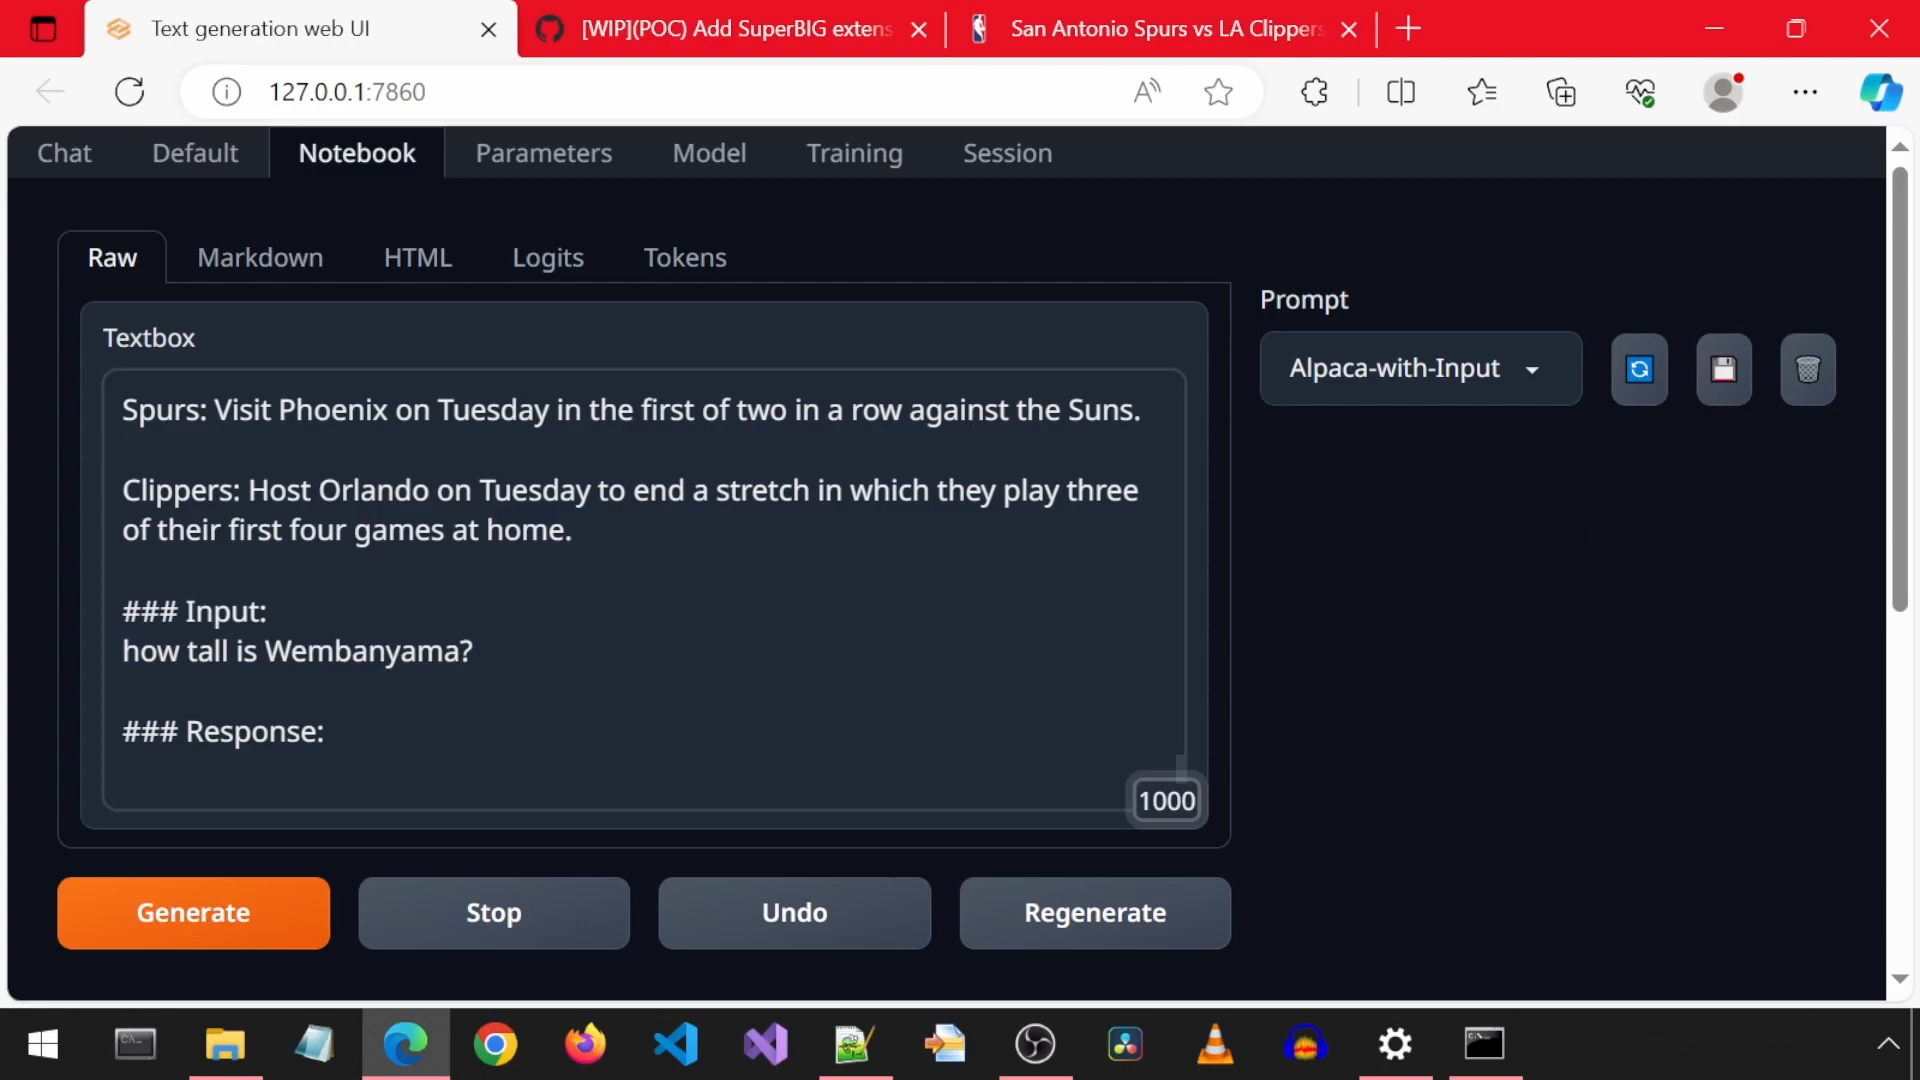 Text generation web UI
[WIP](POC) Add SuperBIG extens
San Antonio Spurs vs LA Clippers
127.0.0.1:7860
Chat Default Notebook Parameters Model Training Session
Raw Markdown HTML Logits Tokens
Prompt
Alpaca-with-Input
Textbox
Spurs: Visit Phoenix on Tuesday in the first of two in a row against the Suns.
Clippers: Host Orlando on Tuesday to end a stretch in which they play three
of their first four games at home.
### Input:
how tall is Wembanyama?
### Response:
1000
Generate Stop Undo Regenerate